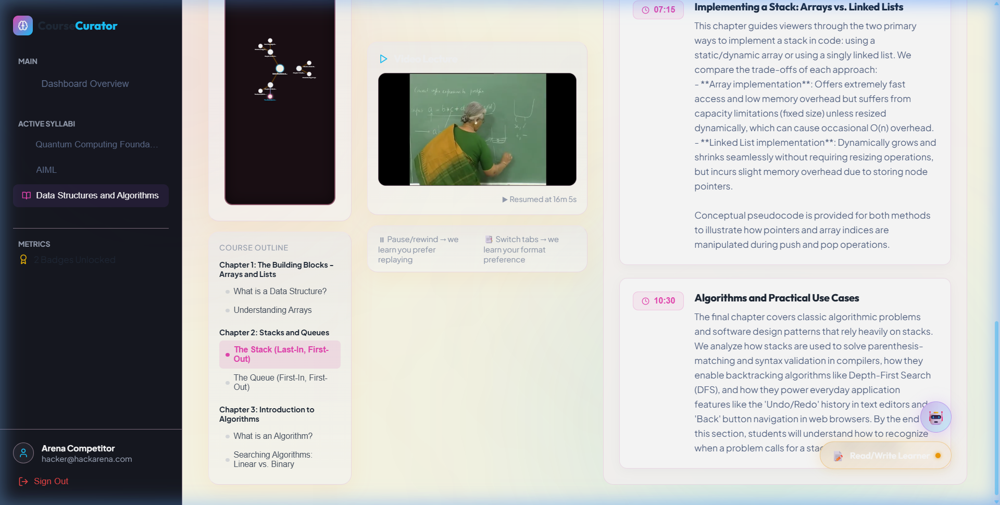 CourseCurator
MAIN
Dashboard Overview
ACTIVE SYLLABI
Quantum Computing Founda...
AIML
Data Structures and Algorithms
METRICS
2 Badges Unlocked
Arena Competitor
hacker@hackarena.com
Sign Out
COURSE OUTLINE
Chapter 1: The Building Blocks -
Arrays and Lists
What is a Data Structure?
Understanding Arrays
Chapter 2: Stacks and Queues
The Stack (Last-In, First-
Out)
The Queue (First-In, First-
Out)
Chapter 3: Introduction to
Algorithms
What is an Algorithm?
Searching Algorithms:
Linear vs. Binary
Video Lecture
▶ Resumed at 16m 5s
⏸ Pause/rewind → we
learn you prefer
replaying
📑 Switch tabs → we
learn your format
preference
07:15
Implementing a Stack: Arrays vs. Linked Lists
This chapter guides viewers through the two primary
ways to implement a stack in code: using a
static/dynamic array or using a singly linked list. We
compare the trade-offs of each approach:
- **Array implementation**: Offers extremely fast
access and low memory overhead but suffers from
capacity limitations (fixed size) unless resized
dynamically, which can cause occasional O(n) overhead.
- **Linked List implementation**: Dynamically grows and
shrinks seamlessly without requiring resizing operations,
but incurs slight memory overhead due to storing node
pointers.
Conceptual pseudocode is provided for both methods
to illustrate how pointers and array indices are
manipulated during push and pop operations.
10:30
Algorithms and Practical Use Cases
The final chapter covers classic algorithmic problems
and software design patterns that rely heavily on stacks.
We analyze how stacks are used to solve parenthesis-
matching and syntax validation in compilers, how they
enable backtracking algorithms like Depth-First Search
(DFS), and how they power everyday application
features like the 'Undo/Redo' history in text editors and
'Back' button navigation in web browsers. By the end
this section, students will understand how to recognize
when a problem calls for a
Read/Write Learner